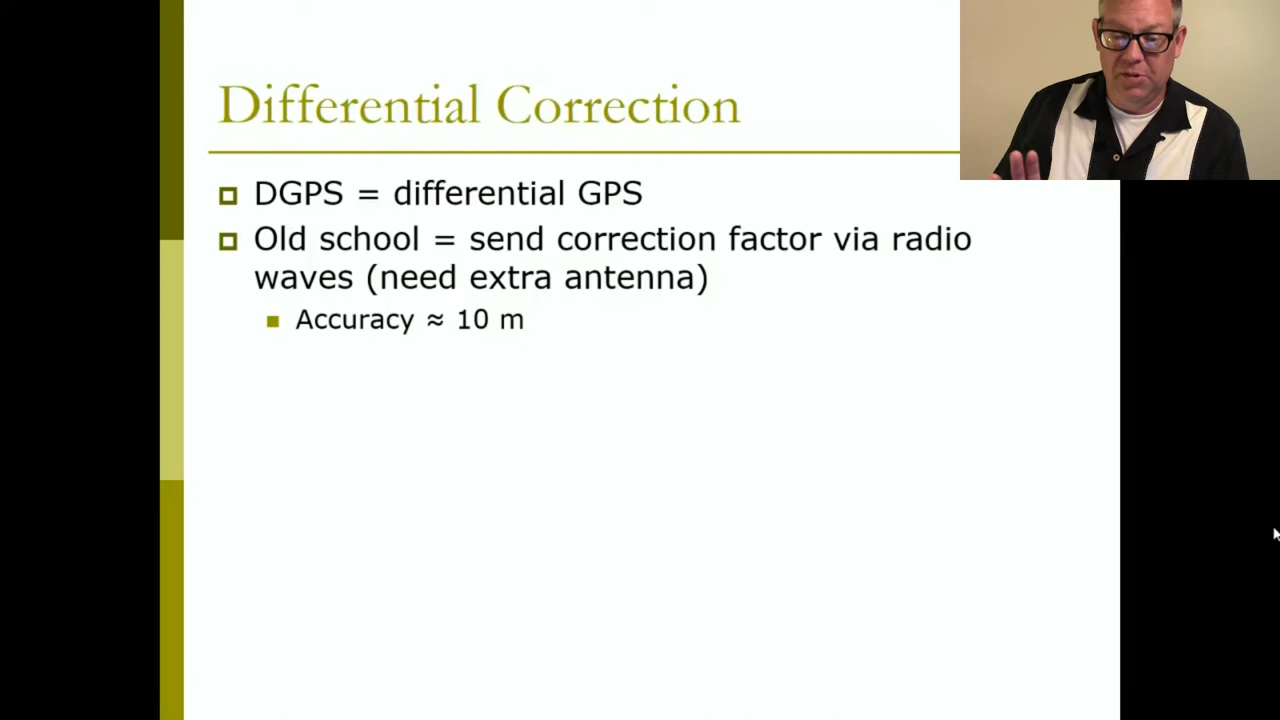 Differential Correction
DGPS = differential GPS
Old school = send correction factor via radio
waves (need extra antenna)
Accuracy ≈ 10 m